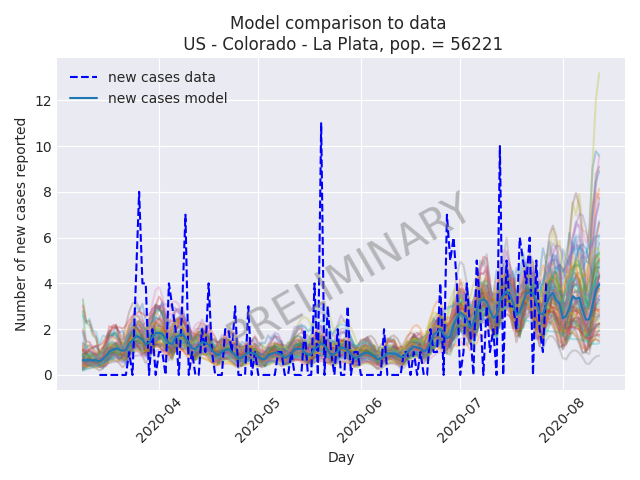 Model comparison to data
US - Colorado - La Plata, pop. = 56221
new cases data
new cases model
Number of new cases reported
12
10
8
6
4
2
0
PRELIMINARY
2020-04
2020-05
2020-06
2020-07
2020-08
Day